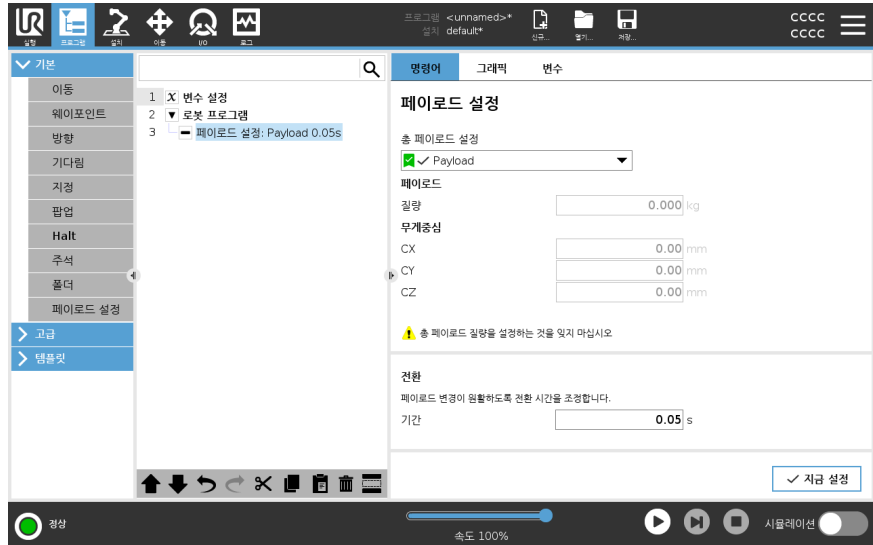 UR
프로그램 <unnamed>*
설치 default*
CCCC
CCCC
실행
프로그램
설치
이동
I/O
로그
신규...
열기...
저장...
기본
이동
웨이포인트
방향
기다림
지정
팝업
Halt
주석
폴더
페이로드 설정
고급
템플릿
1 X 변수 설정
2 로봇 프로그램
3 페이로드 설정: Payload 0.05s
명령어
그래픽
변수
페이로드 설정
총 페이로드 설정
Payload
페이로드
질량 0.000 kg
무게중심
CX 0.00 mm
CY 0.00 mm
CZ 0.00 mm
총 페이로드 질량을 설정하는 것을 잊지 마십시오
전환
페이로드 변경이 원활하도록 전환 시간을 조정합니다.
기간 0.05 s
지금 설정
정상
속도 100%
시뮬레이션